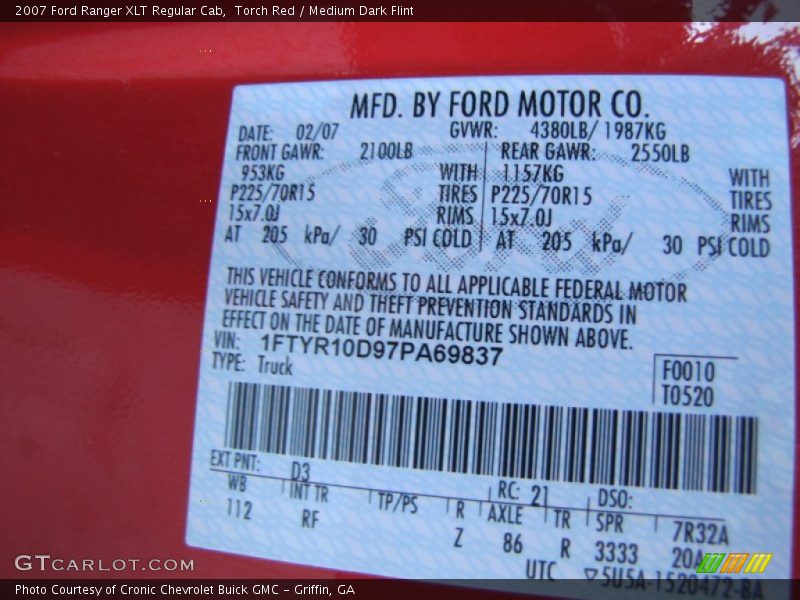 2007 Ford Ranger XLT Regular Cab, Torch Red / Medium Dark Flint
MFD. BY FORD MOTOR CO.
DATE: 02/07 GVWR: 4380LB/ 1987KG
FRONT GAWR: 2100LB REAR GAWR: 2550LB
953KG WITH 1157KG WITH
P225/70R15 TIRES P225/70R15 TIRES
15x7.0J RIMS 15x7.0J RIMS
AT 205 kPa/ 30 PSI COLD AT 205 kPa/ 30 PSI COLD
Ford
THIS VEHICLE CONFORMS TO ALL APPLICABLE FEDERAL MOTOR
VEHICLE SAFETY AND THEFT PREVENTION STANDARDS IN
EFFECT ON THE DATE OF MANUFACTURE SHOWN ABOVE.
VIN: 1FTYR10D97PA69837
TYPE: Truck
F0010
T0520
EXT PNT: D3 RC: 21 DSO:
WB INT TR TP/PS R AXLE TR SPR 7R32A
112 RF Z 86 R 3333 20A
UTC ▽5U5A-1520472-BA
GTCARLOT.COM
Photo Courtesy of Cronic Chevrolet Buick GMC - Griffin, GA